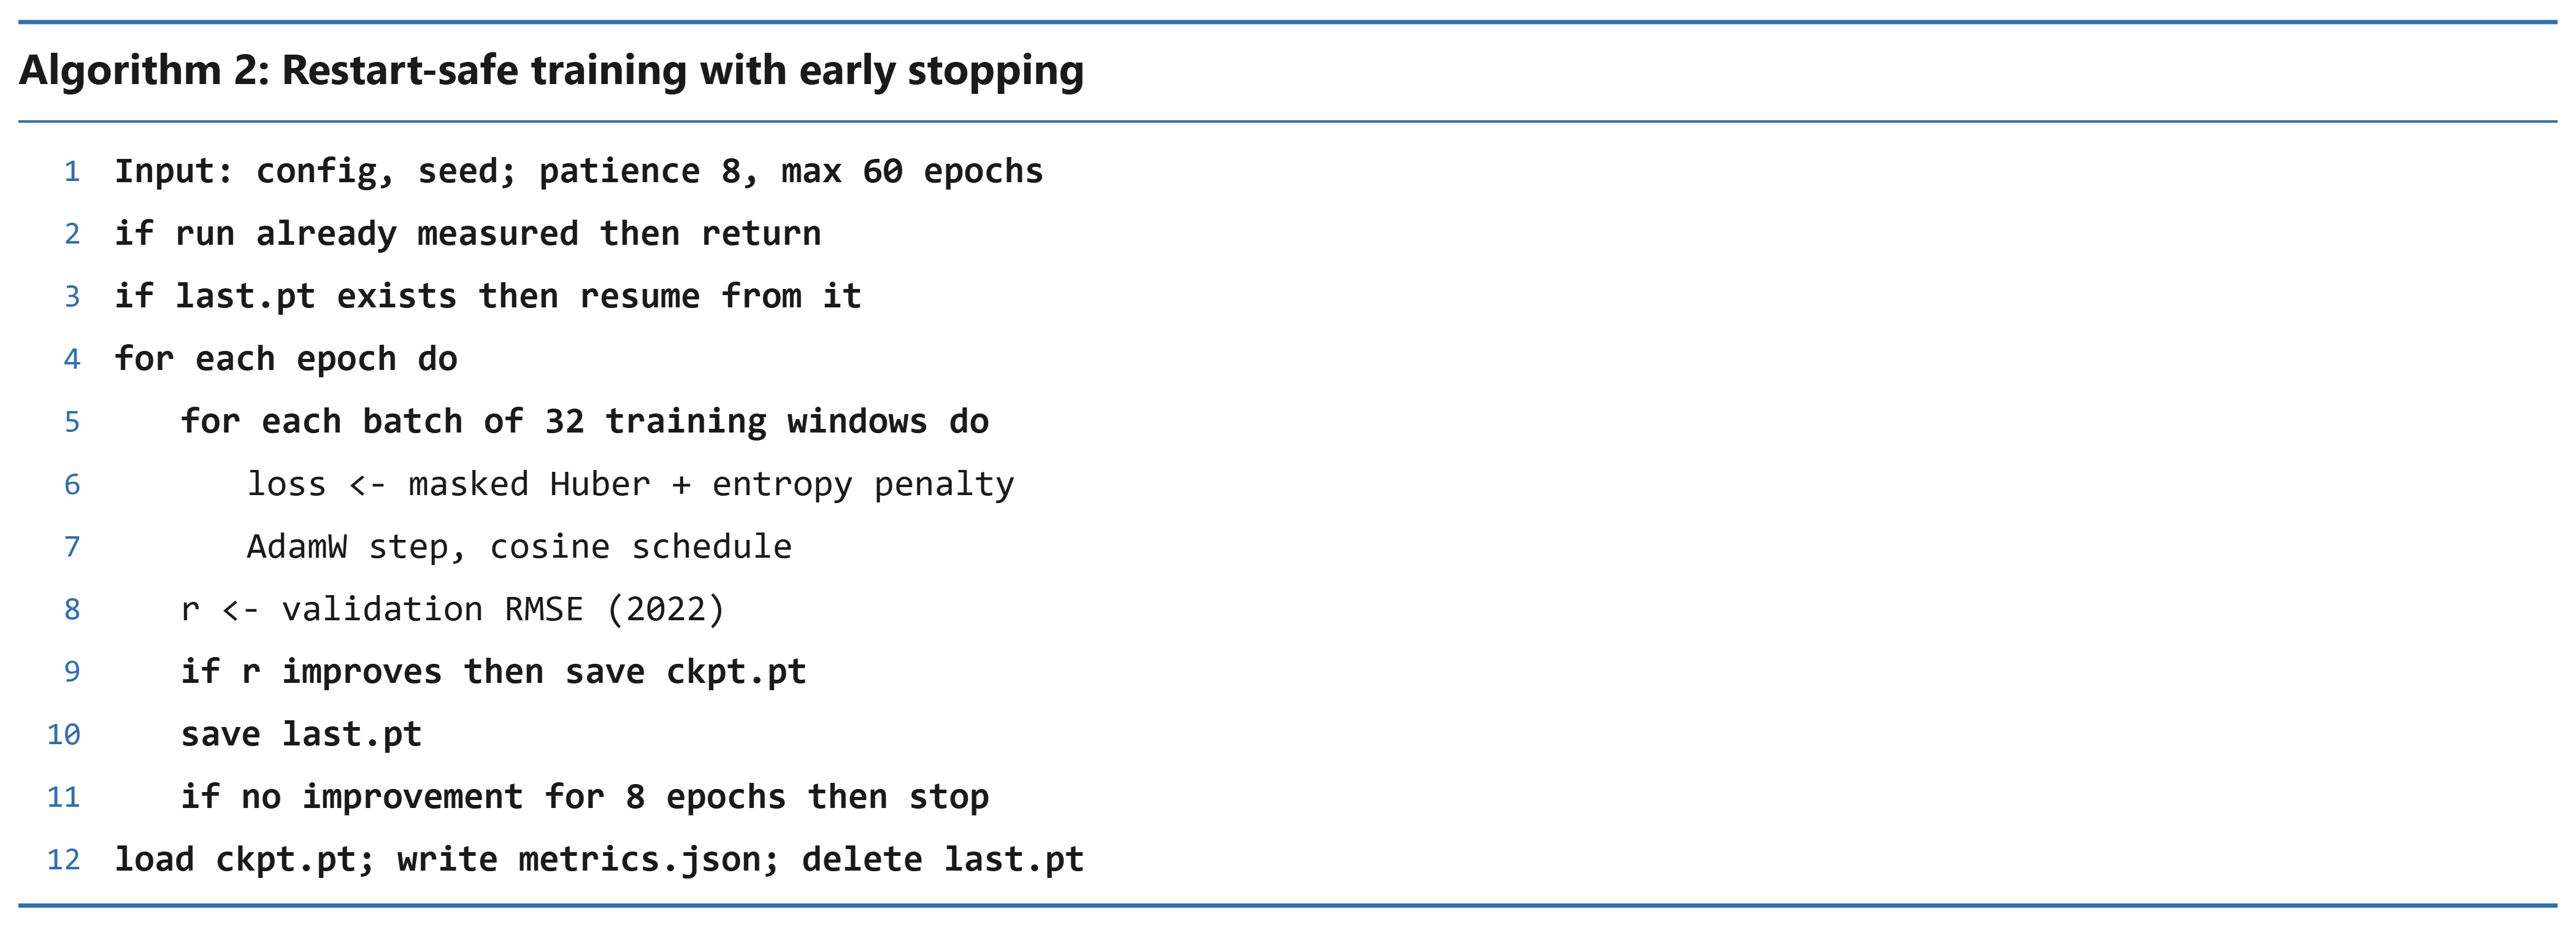 Algorithm 2: Restart-safe training with early stopping
1 Input: config, seed; patience 8, max 60 epochs
2 if run already measured then return
3 if last.pt exists then resume from it
4 for each epoch do
5 for each batch of 32 training windows do
6 loss <- masked Huber + entropy penalty
7 AdamW step, cosine schedule
8 r <- validation RMSE (2022)
9 if r improves then save ckpt.pt
10 save last.pt
11 if no improvement for 8 epochs then stop
12 load ckpt.pt; write metrics.json; delete last.pt